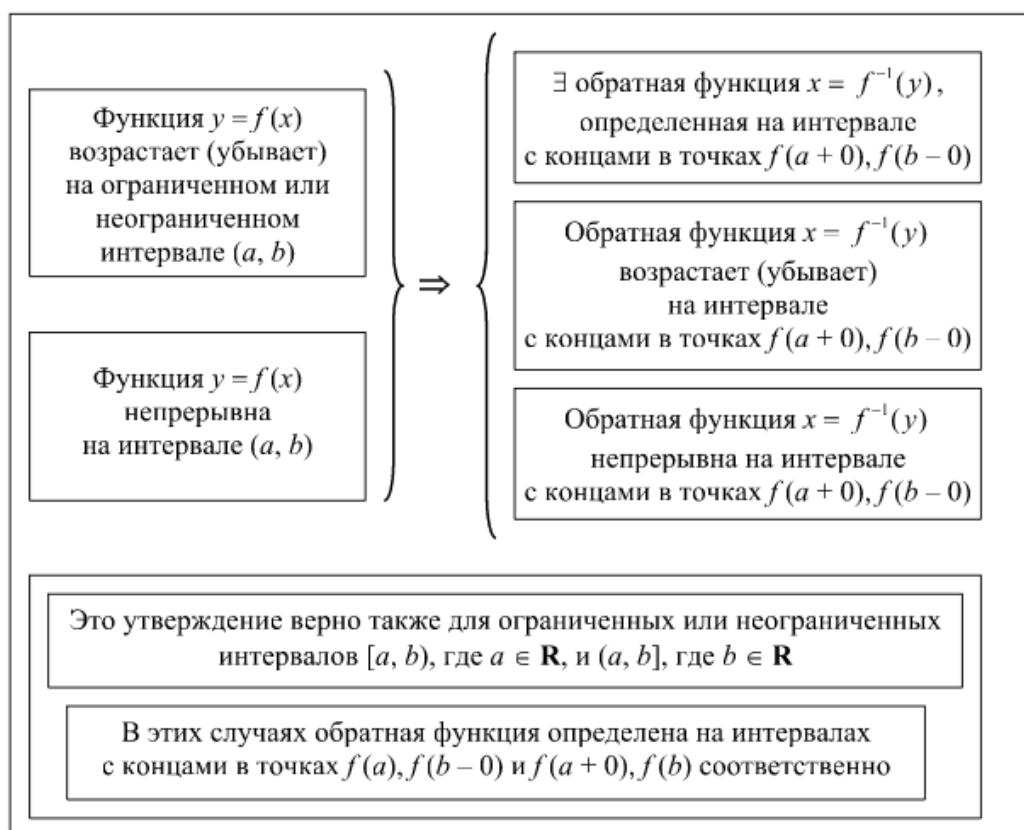 Функция y = f (x)
возрастает (убывает)
на ограниченном или
неограниченном
интервале (a, b)
Функция y = f (x)
непрерывна
на интервале (a, b)
⇒
∃ обратная функция x = f⁻¹(y),
определенная на интервале
с концами в точках f (a + 0), f (b – 0)
Обратная функция x = f⁻¹(y)
возрастает (убывает)
на интервале
с концами в точках f (a + 0), f (b – 0)
Обратная функция x = f⁻¹(y)
непрерывна на интервале
с концами в точках f (a + 0), f (b – 0)
Это утверждение верно также для ограниченных или неограниченных
интервалов [a, b), где a ∈ R, и (a, b], где b ∈ R
В этих случаях обратная функция определена на интервалах
с концами в точках f (a), f (b – 0) и f (a + 0), f (b) соответственно